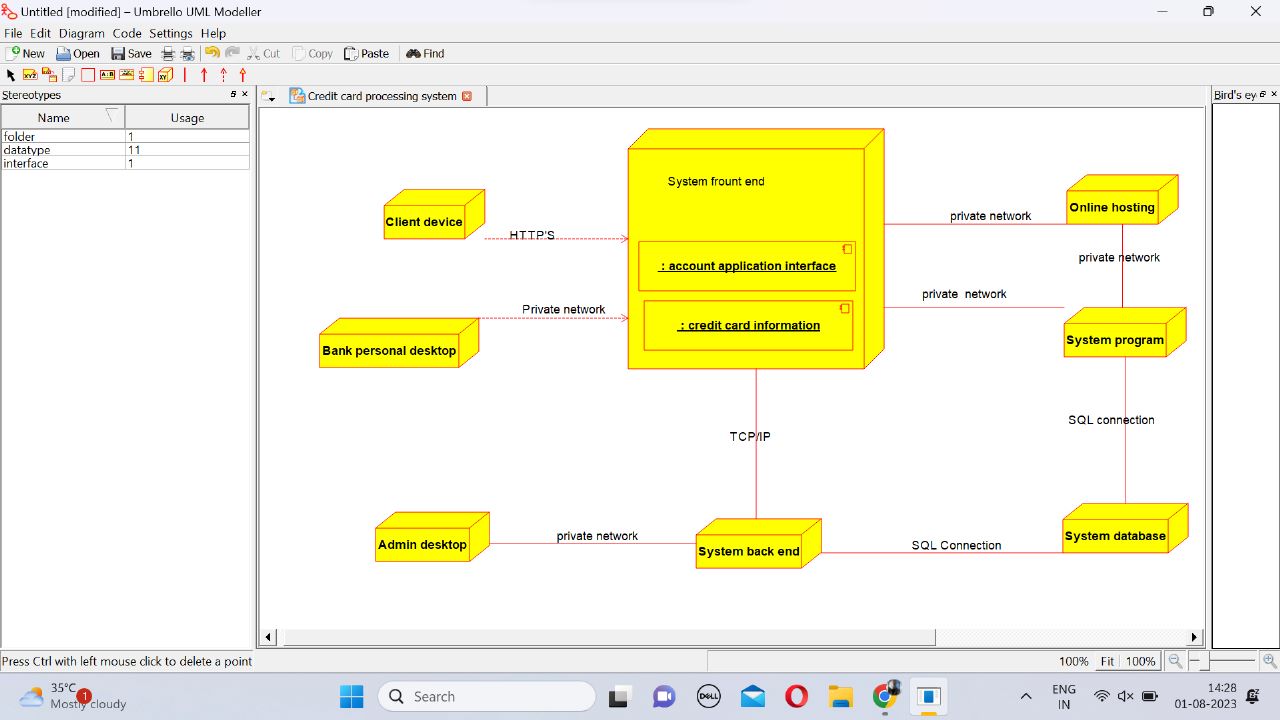 Untitled [modified] – Umbrello UML Modeller
File Edit Diagram Code Settings Help
New Open Save Cut Copy Paste Find
Stereotypes
Credit card processing system
Bird's ey
Name Usage
folder 1
datatype 11
interface 1
System frount end
Client device
HTTP'S
: account application interface
private network
Online hosting
private network
Private network
: credit card information
private  network
Bank personal desktop
System program
TCP/IP
SQL connection
Admin desktop
private network
System back end
SQL Connection
System database
Press Ctrl with left mouse click to delete a point
100% Fit 100%
35°C
1
Mostly cloudy
Search
DELL
ENG
IN
14:28
01-08-2023